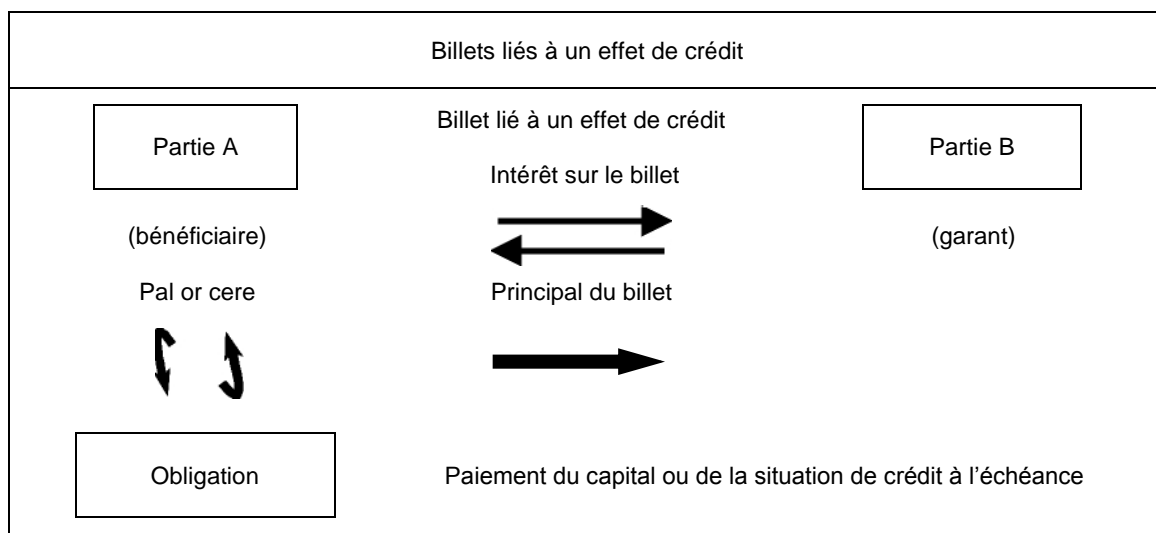 Billets liés à un effet de crédit
Billet lié à un effet de crédit
Partie A
Partie B
Intérêt sur le billet
(bénéficiaire)
(garant)
Pal or cere
Principal du billet
Obligation
Paiement du capital ou de la situation de crédit à l’échéance